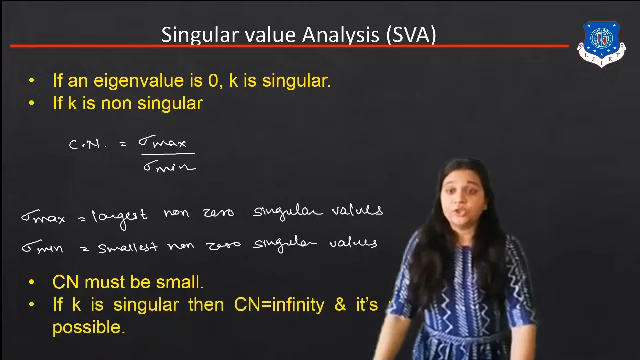 Singular value Analysis (SVA)
• If an eigenvalue is 0, k is singular.
• If k is non singular
C.N. = σmax
σmin
σmax = largest non zero singular values
σmin = smallest non zero singular values
• CN must be small.
• If k is singular then CN=infinity & it's
possible.